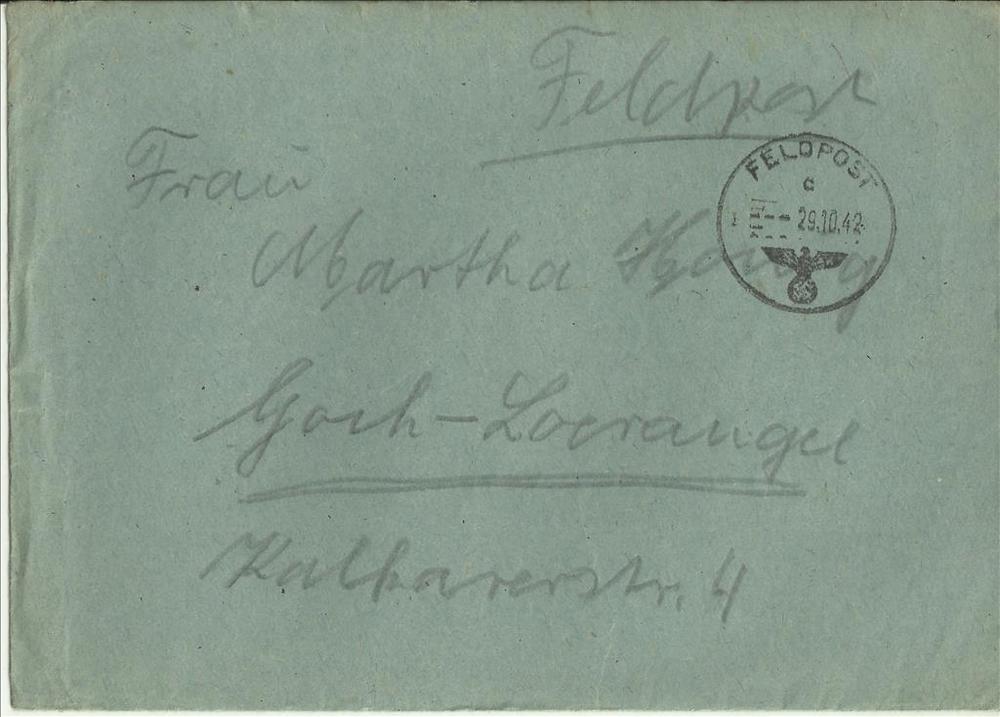 Feldpost
FELDPOST
c
29.10.42
Frau
Martha
Goch-Loerangel
Kalkarerstr. 4